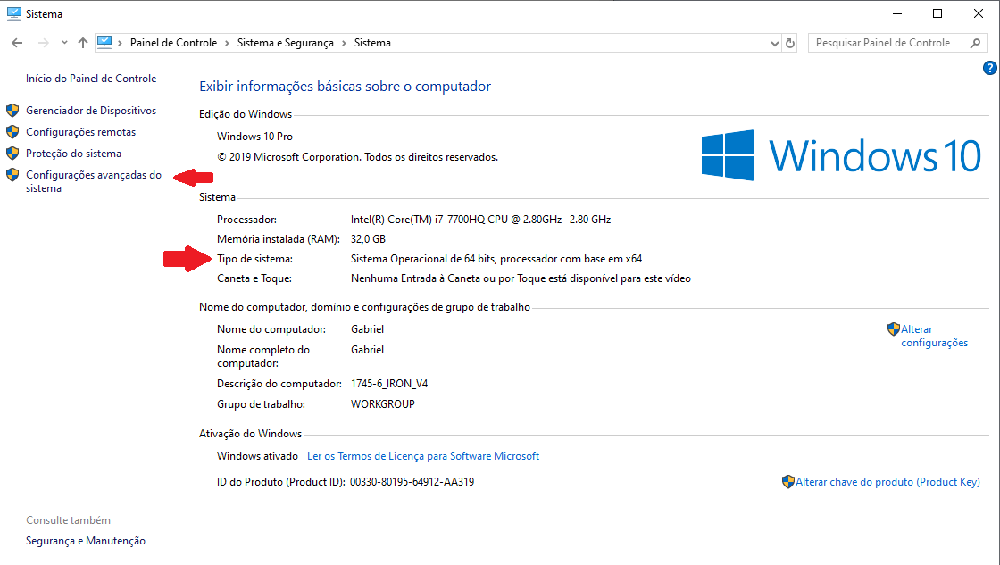 Sistema
Painel de Controle > Sistema e Segurança > Sistema
Pesquisar Painel de Controle
?
Início do Painel de Controle
Gerenciador de Dispositivos
Configurações remotas
Proteção do sistema
Configurações avançadas do
sistema
Exibir informações básicas sobre o computador
Edição do Windows
Windows 10 Pro
© 2019 Microsoft Corporation. Todos os direitos reservados.
Windows 10
Sistema
Processador: Intel(R) Core(TM) i7-7700HQ CPU @ 2.80GHz 2.80 GHz
Memória instalada (RAM): 32,0 GB
Tipo de sistema: Sistema Operacional de 64 bits, processador com base em x64
Caneta e Toque: Nenhuma Entrada à Caneta ou por Toque está disponível para este vídeo
Nome do computador, domínio e configurações de grupo de trabalho
Nome do computador: Gabriel
Nome completo do
computador:
Gabriel
Descrição do computador: 1745-6_IRON_V4
Grupo de trabalho: WORKGROUP
Alterar
configurações
Ativação do Windows
Windows ativado Ler os Termos de Licença para Software Microsoft
ID do Produto (Product ID): 00330-80195-64912-AA319
Alterar chave do produto (Product Key)
Consulte também
Segurança e Manutenção